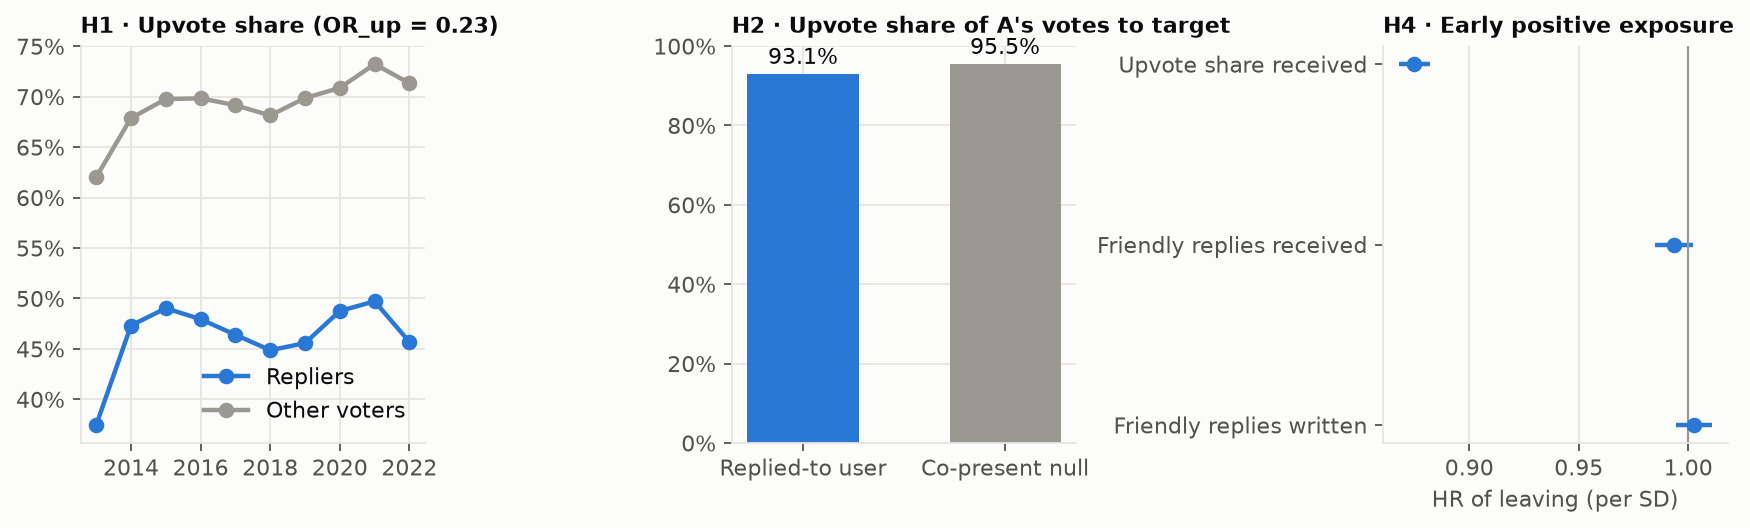 H1 · Upvote share (OR_up = 0.23)
75%
70%
65%
60%
55%
50%
45%
40%
Repliers
Other voters
2014 2016 2018 2020 2022
H2 · Upvote share of A's votes to target
100%
80%
60%
40%
20%
0%
93.1%
95.5%
Replied-to user
Co-present null
H4 · Early positive exposure
Upvote share received
Friendly replies received
Friendly replies written
0.90 0.95 1.00
HR of leaving (per SD)